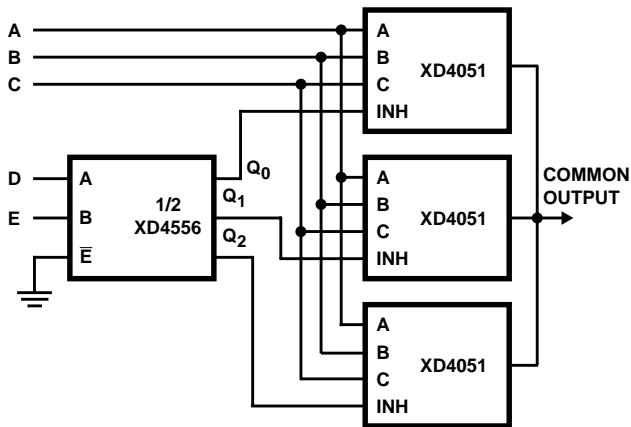 A
B
C
A
B
C
INH
XD4051
D
E
A
B
E̅
1/2
XD4556
Q0
Q1
Q2
A
B
C
INH
XD4051
COMMON
OUTPUT
A
B
C
INH
XD4051